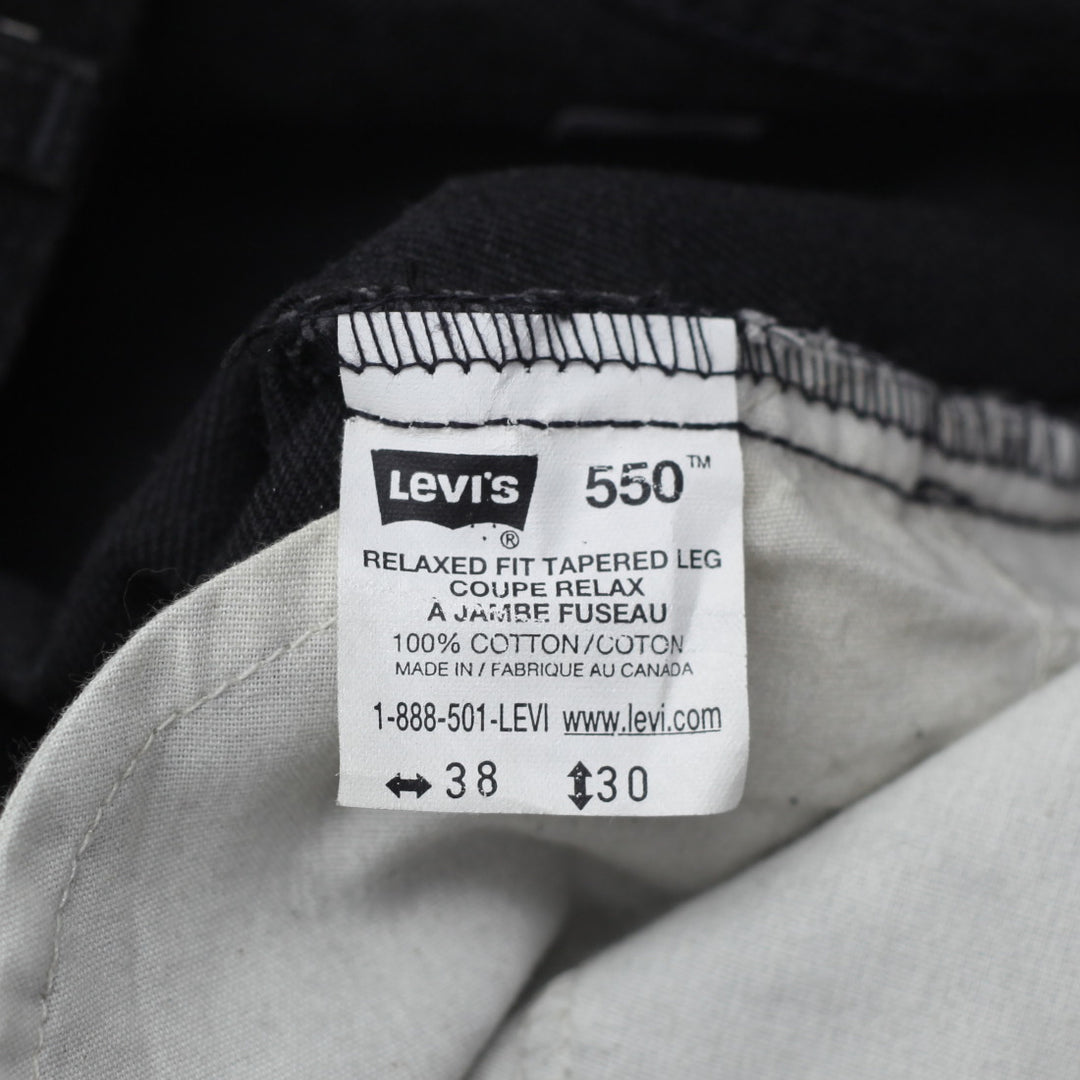 Levi's® 550™
RELAXED FIT TAPERED LEG
COUPE RELAX
À JAMBE FUSEAU
100% COTTON/COTON
MADE IN / FABRIQUE AU CANADA
1-888-501-LEVI www.levi.com
↔ 38 ↕ 30